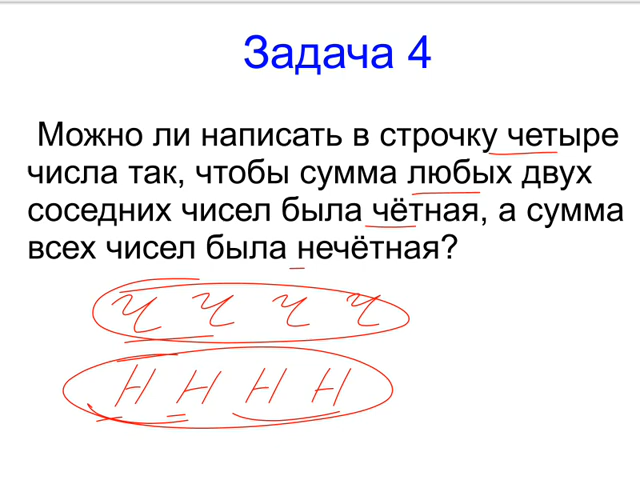 Задача 4
Можно ли написать в строчку четыре
числа так, чтобы сумма любых двух
соседних чисел была чётная, а сумма
всех чисел была нечётная?
Ч Ч Ч Ч
Н Н Н Н